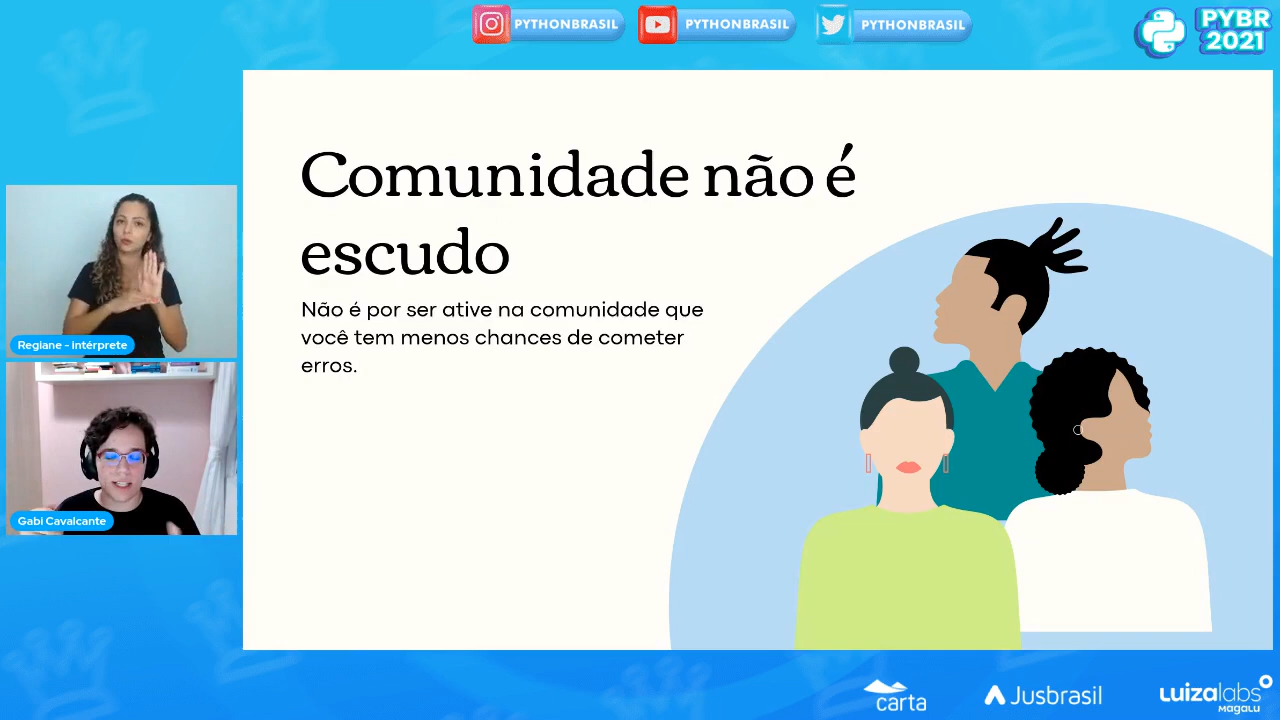 PYTHONBRASIL
PYTHONBRASIL
PYTHONBRASIL
PYBR
2021
Comunidade não é
escudo
Não é por ser ative na comunidade que
você tem menos chances de cometer
erros.
Regiane - intérprete
Gabi Cavalcante
carta
Jusbrasil
Luizalabs
MAGALU